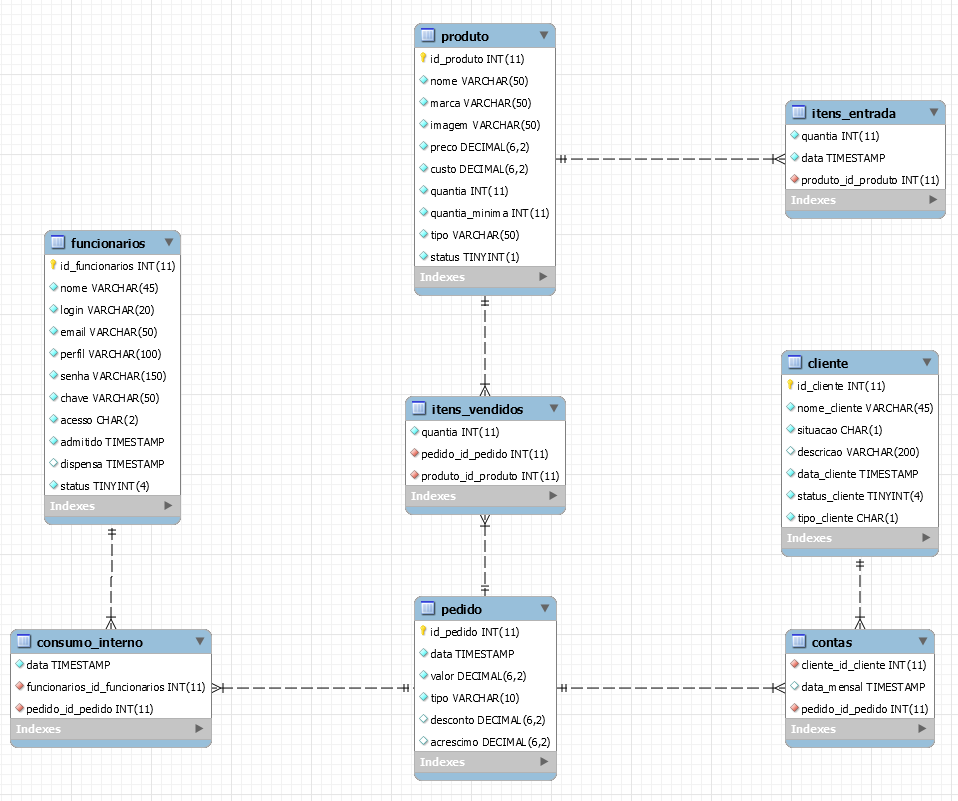 produto
id_produto INT(11)
nome VARCHAR(50)
marca VARCHAR(50)
imagem VARCHAR(50)
preco DECIMAL(6,2)
custo DECIMAL(6,2)
quantia INT(11)
quantia_minima INT(11)
tipo VARCHAR(50)
status TINYINT(1)
Indexes
itens_entrada
quantia INT(11)
data TIMESTAMP
produto_id_produto INT(11)
Indexes
funcionarios
id_funcionarios INT(11)
nome VARCHAR(45)
login VARCHAR(20)
email VARCHAR(50)
perfil VARCHAR(100)
senha VARCHAR(150)
chave VARCHAR(50)
acesso CHAR(2)
admitido TIMESTAMP
dispensa TIMESTAMP
status TINYINT(4)
Indexes
itens_vendidos
quantia INT(11)
pedido_id_pedido INT(11)
produto_id_produto INT(11)
Indexes
cliente
id_cliente INT(11)
nome_cliente VARCHAR(45)
situacao CHAR(1)
descricao VARCHAR(200)
data_cliente TIMESTAMP
status_cliente TINYINT(4)
tipo_cliente CHAR(1)
Indexes
consumo_interno
data TIMESTAMP
funcionarios_id_funcionarios INT(11)
pedido_id_pedido INT(11)
Indexes
pedido
id_pedido INT(11)
data TIMESTAMP
valor DECIMAL(6,2)
tipo VARCHAR(10)
desconto DECIMAL(6,2)
acrescimo DECIMAL(6,2)
Indexes
contas
cliente_id_cliente INT(11)
data_mensal TIMESTAMP
pedido_id_pedido INT(11)
Indexes